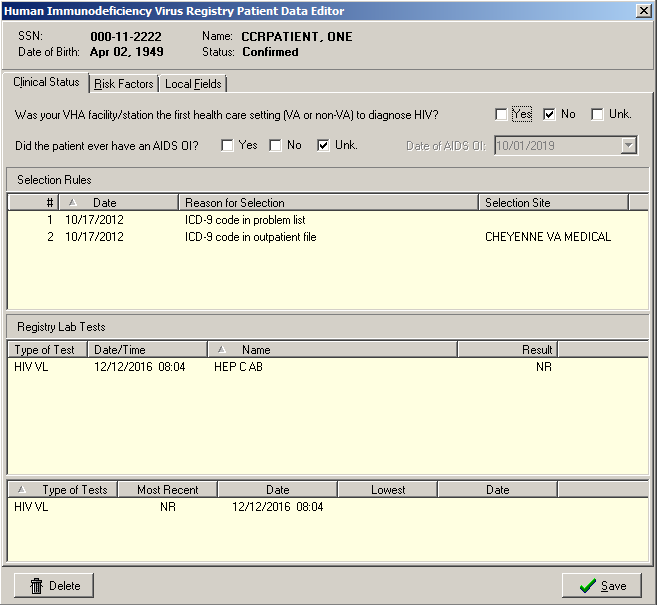 Human Immunodeficiency Virus Registry Patient Data Editor
SSN: 000-11-2222 Name: CCRPATIENT, ONE
Date of Birth: Apr 02, 1949 Status: Confirmed
Clinical Status Risk Factors Local Fields
Was your VHA facility/station the first health care setting (VA or non-VA) to diagnose HIV? Yes No Unk.
Did the patient ever have an AIDS OI? Yes No Unk. Date of AIDS OI: 10/01/2019
Selection Rules
# Date Reason for Selection Selection Site
1 10/17/2012 ICD-9 code in problem list
2 10/17/2012 ICD-9 code in outpatient file CHEYENNE VA MEDICAL
Registry Lab Tests
Type of Test Date/Time Name Result
HIV VL 12/12/2016 08:04 HEP C AB NR
Type of Tests Most Recent Date Lowest Date
HIV VL NR 12/12/2016 08:04
Delete Save